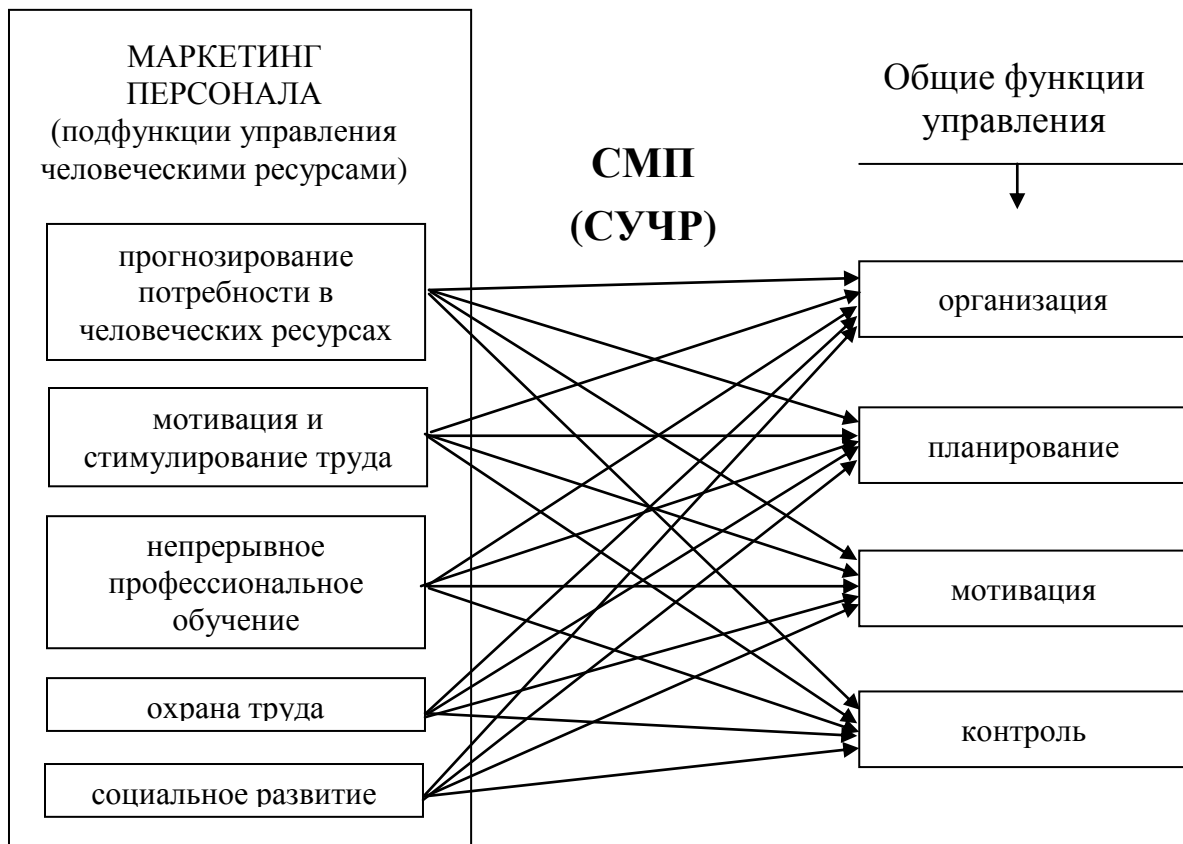 МАРКЕТИНГ
ПЕРСОНАЛА
(подфункции управления
человеческими ресурсами)
прогнозирование
потребности в
человеческих ресурсах
мотивация и
стимулирование труда
непрерывное
профессиональное
обучение
охрана труда
социальное развитие
СМП
(СУЧР)
Общие функции
управления
организация
планирование
мотивация
контроль